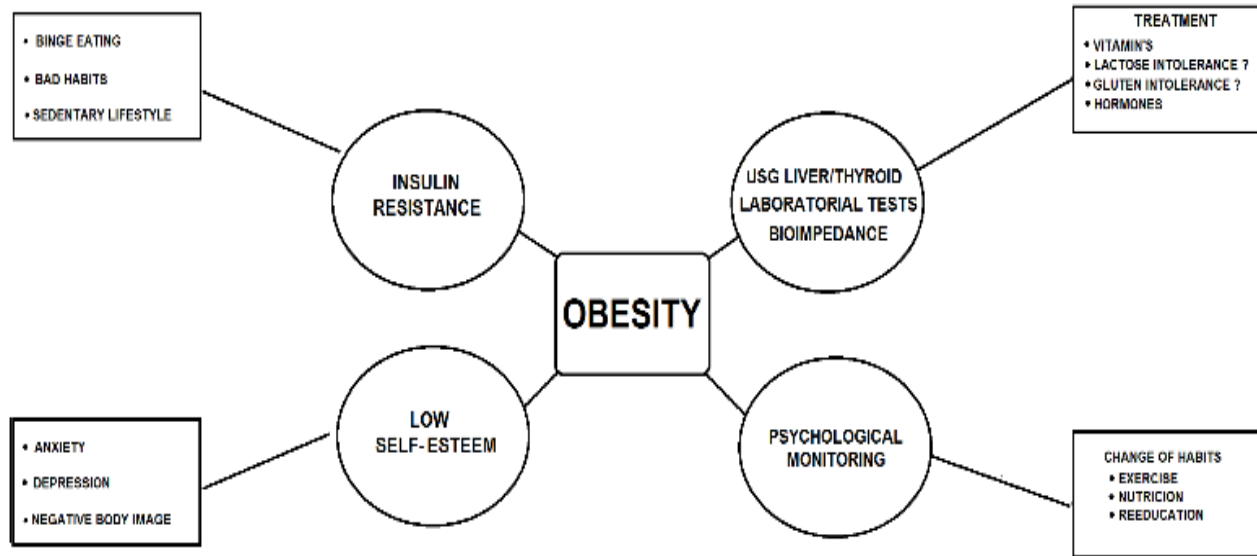 • BINGE EATING
• BAD HABITS
• SEDENTARY LIFESTYLE
INSULIN
RESISTANCE
USG LIVER/THYROID
LABORATORIAL TESTS
BIOIMPEDANCE
TREATMENT
• VITAMIN'S
• LACTOSE INTOLERANCE ?
• GLUTEN INTOLERANCE ?
• HORMONES
OBESITY
LOW
SELF-ESTEEM
• ANXIETY
• DEPRESSION
• NEGATIVE BODY IMAGE
PSYCHOLOGICAL
MONITORING
CHANGE OF HABITS
• EXERCISE
• NUTRICION
• REEDUCATION